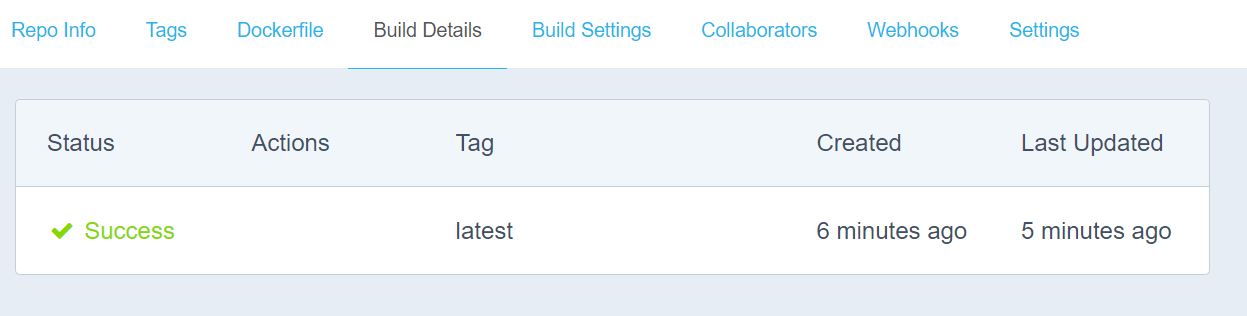 Repo Info Tags Dockerfile Build Details Build Settings Collaborators Webhooks Settings
Status Actions Tag Created Last Updated
Success latest 6 minutes ago 5 minutes ago